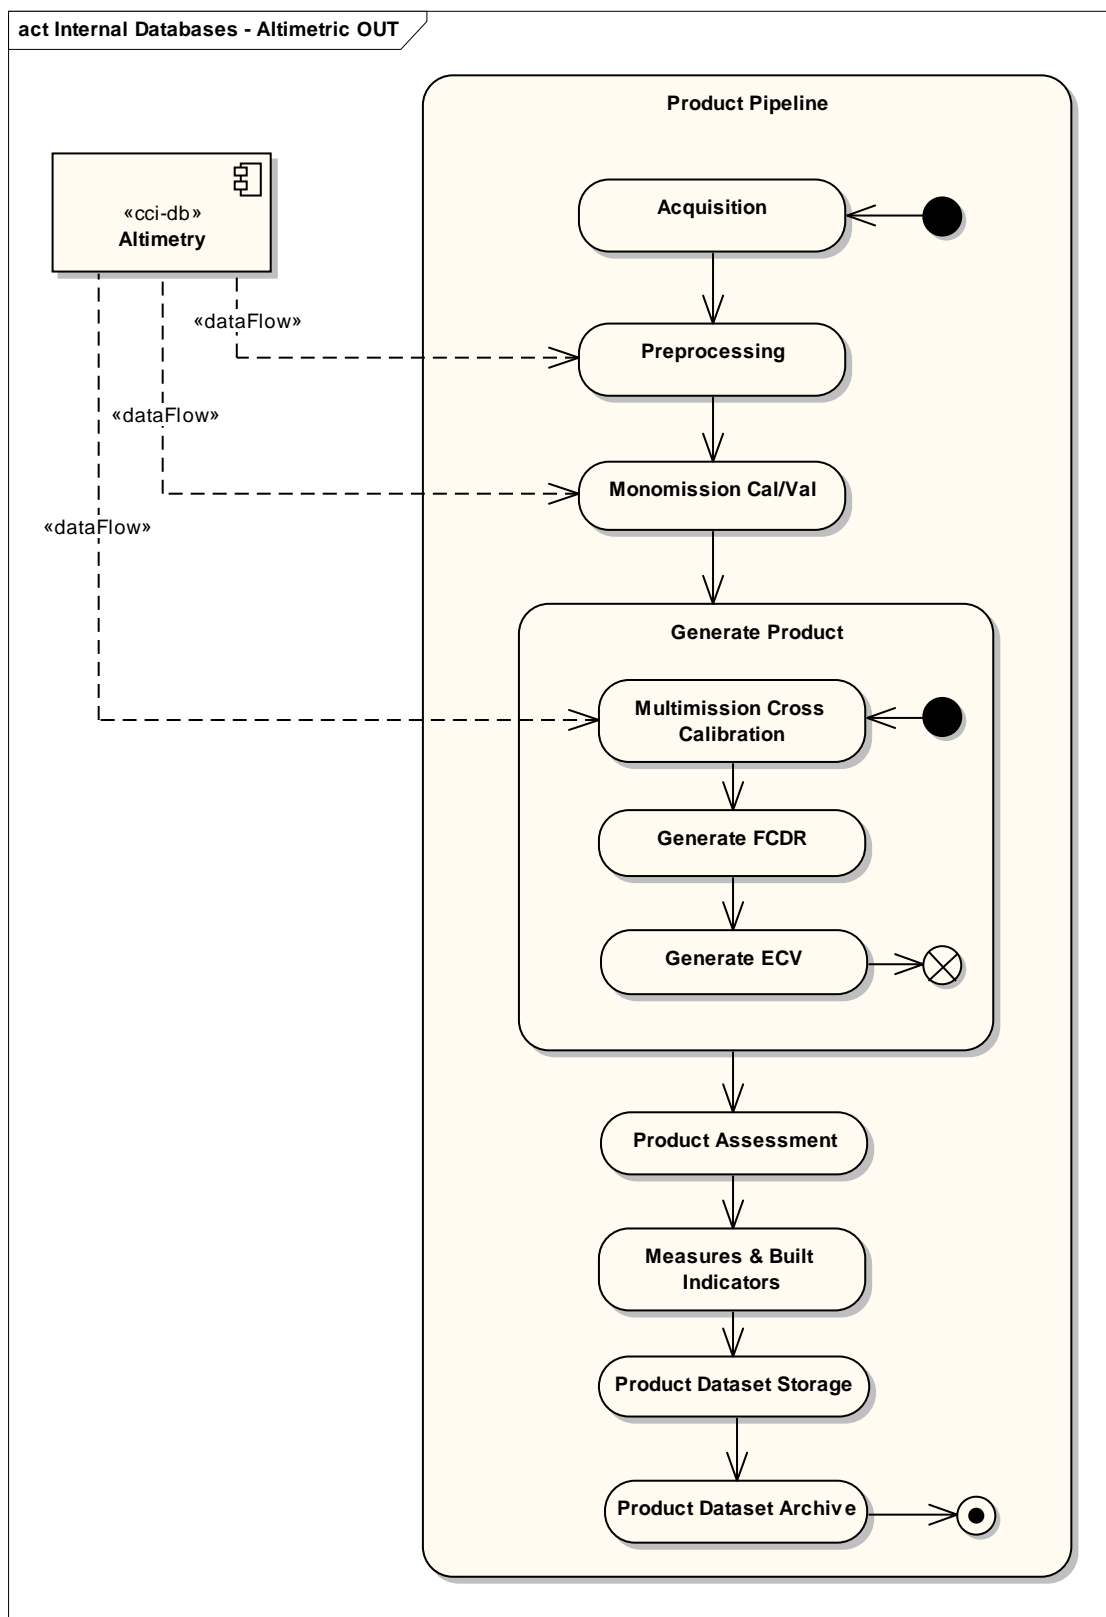 act Internal Databases - Altimetric OUT
Product Pipeline
«cci-db»
Altimetry
Acquisition
«dataFlow»
Preprocessing
«dataFlow»
Monomission Cal/Val
«dataFlow»
Generate Product
Multimission Cross
Calibration
Generate FCDR
Generate ECV
Product Assessment
Measures & Built
Indicators
Product Dataset Storage
Product Dataset Archive